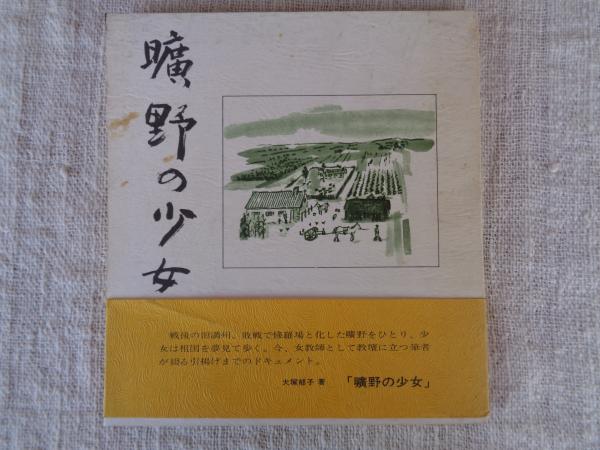 曠野の少女
戦後の旧満州、敗戦で修羅場と化した曠野をひとり、少
女は祖国を夢見て歩く。今、女教師として教壇に立つ筆者
が綴る引揚げまでのドキュメント。
大塚郁子 著 「曠野の少女」